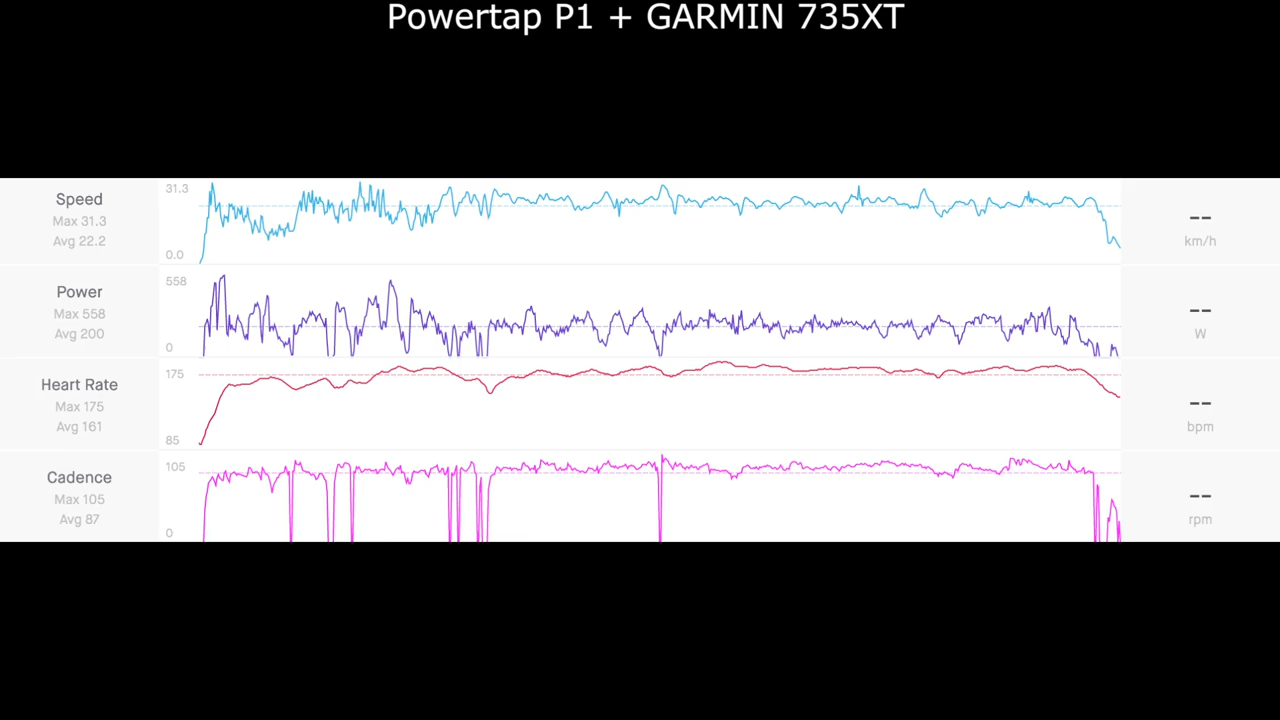 Powertap P1 + GARMIN 735XT
Speed
Max 31.3
Avg 22.2
31.3
0.0
--
km/h
Power
Max 558
Avg 200
558
0
--
W
Heart Rate
Max 175
Avg 161
175
85
--
bpm
Cadence
Max 105
Avg 87
105
0
--
rpm